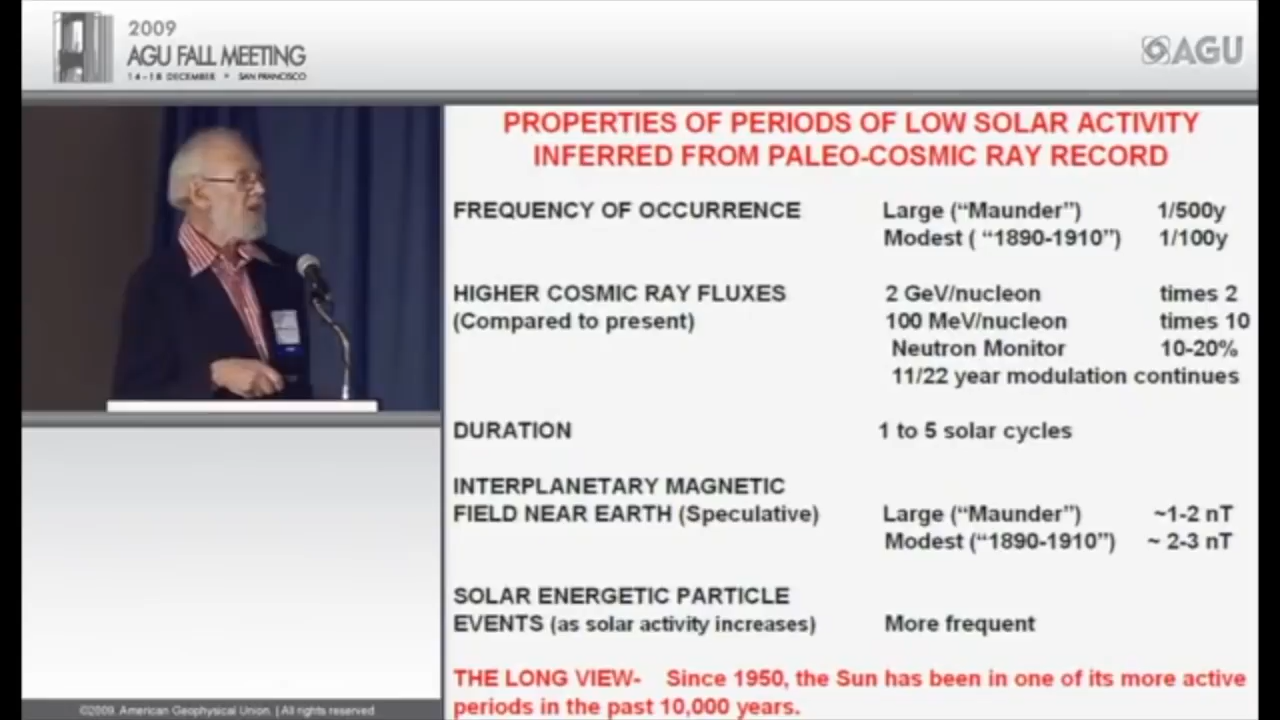 2009
AGU FALL MEETING
14-18 DECEMBER • SAN FRANCISCO
AGU
PROPERTIES OF PERIODS OF LOW SOLAR ACTIVITY
INFERRED FROM PALEO-COSMIC RAY RECORD
FREQUENCY OF OCCURRENCE Large (“Maunder”) 1/500y
Modest ( “1890-1910”) 1/100y
HIGHER COSMIC RAY FLUXES 2 GeV/nucleon times 2
(Compared to present) 100 MeV/nucleon times 10
Neutron Monitor 10-20%
11/22 year modulation continues
DURATION 1 to 5 solar cycles
INTERPLANETARY MAGNETIC
FIELD NEAR EARTH (Speculative) Large (“Maunder”) ~1-2 nT
Modest (“1890-1910”) ~ 2-3 nT
SOLAR ENERGETIC PARTICLE
EVENTS (as solar activity increases) More frequent
THE LONG VIEW- Since 1950, the Sun has been in one of its more active
periods in the past 10,000 years.
©2009. American Geophysical Union. | All rights reserved